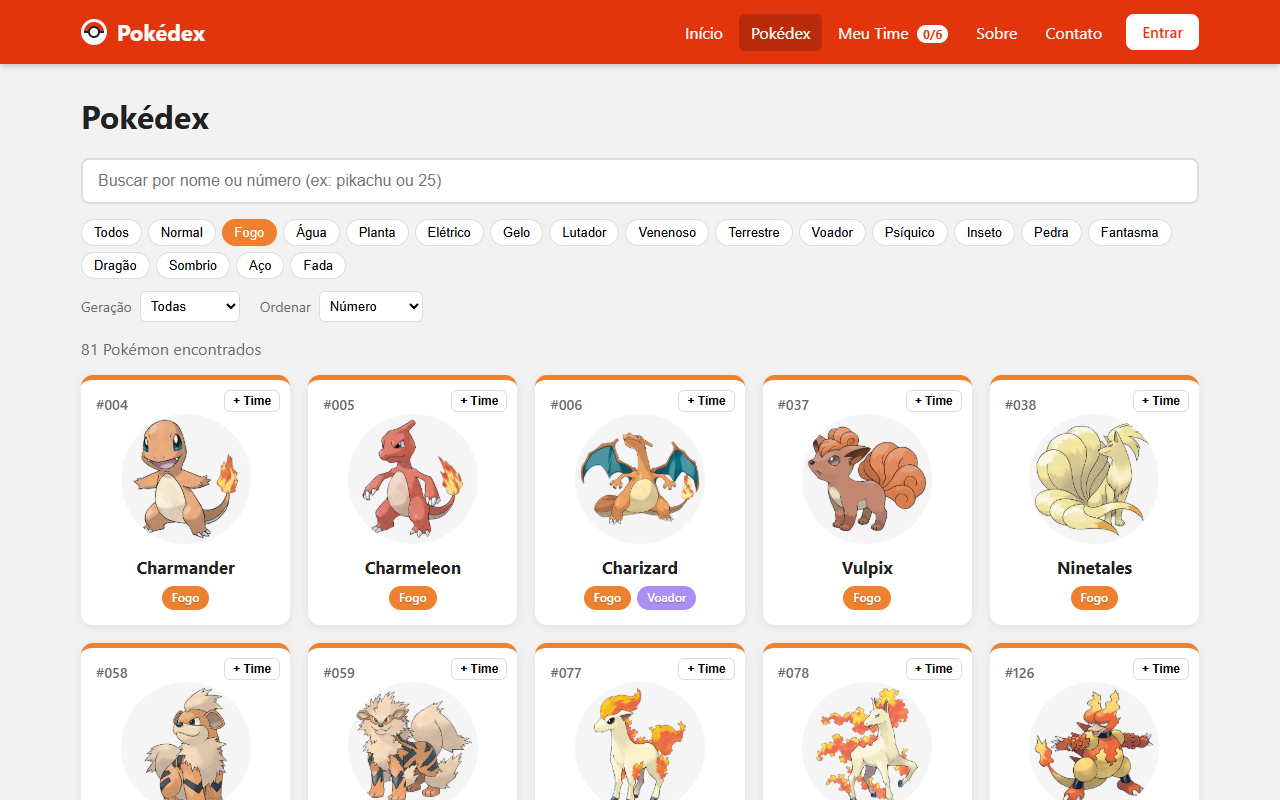 Pokédex
Início Pokédex Meu Time 0/6 Sobre Contato Entrar
Pokédex
Buscar por nome ou número (ex: pikachu ou 25)
Todos Normal Fogo Água Planta Elétrico Gelo Lutador Venenoso Terrestre Voador Psíquico Inseto Pedra Fantasma
Dragão Sombrio Aço Fada
Geração Todas Ordenar Número
81 Pokémon encontrados
#004 + Time #005 + Time #006 + Time #037 + Time #038 + Time
Charmander Charmeleon Charizard Vulpix Ninetales
Fogo Fogo Fogo Voador Fogo Fogo
#058 + Time #059 + Time #077 + Time #078 + Time #126 + Time